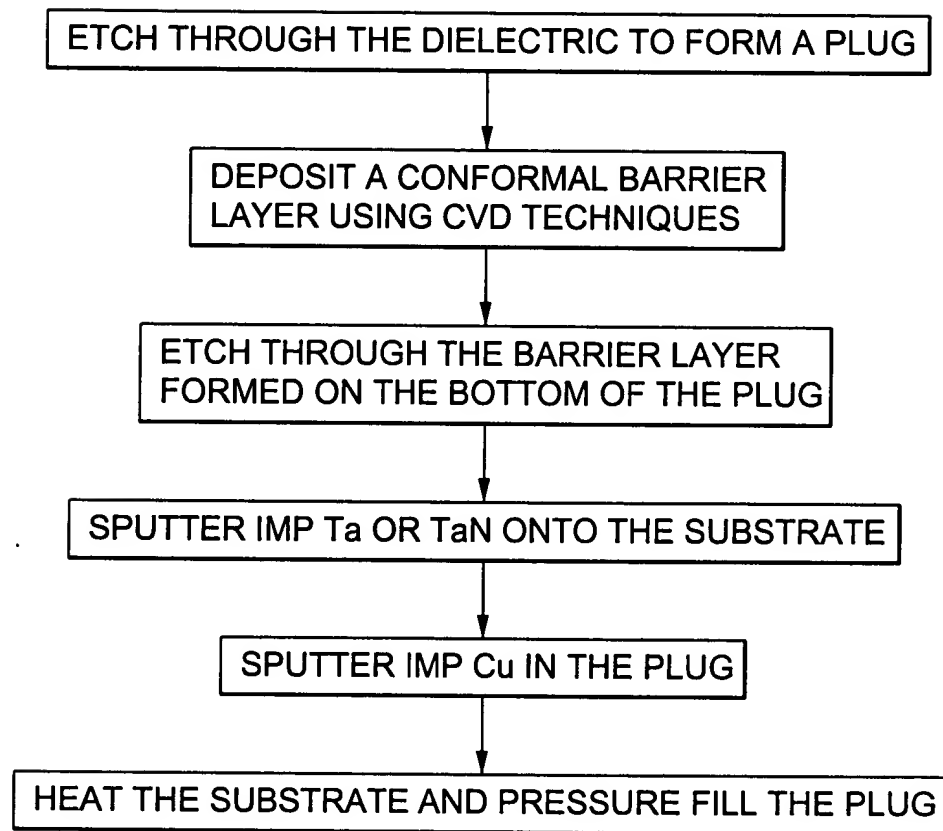 ETCH THROUGH THE DIELECTRIC TO FORM A PLUG
DEPOSIT A CONFORMAL BARRIER
LAYER USING CVD TECHNIQUES
ETCH THROUGH THE BARRIER LAYER
FORMED ON THE BOTTOM OF THE PLUG
SPUTTER IMP Ta OR TaN ONTO THE SUBSTRATE
SPUTTER IMP Cu IN THE PLUG
HEAT THE SUBSTRATE AND PRESSURE FILL THE PLUG